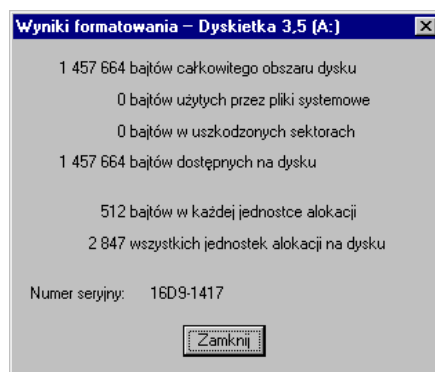 Wyniki formatowania – Dyskietka 3,5 (A:)
1 457 664 bajtów całkowitego obszaru dysku
0 bajtów użytych przez pliki systemowe
0 bajtów w uszkodzonych sektorach
1 457 664 bajtów dostępnych na dysku
512 bajtów w każdej jednostce alokacji
2 847 wszystkich jednostek alokacji na dysku
Numer seryjny: 16D9-1417
Zamknij